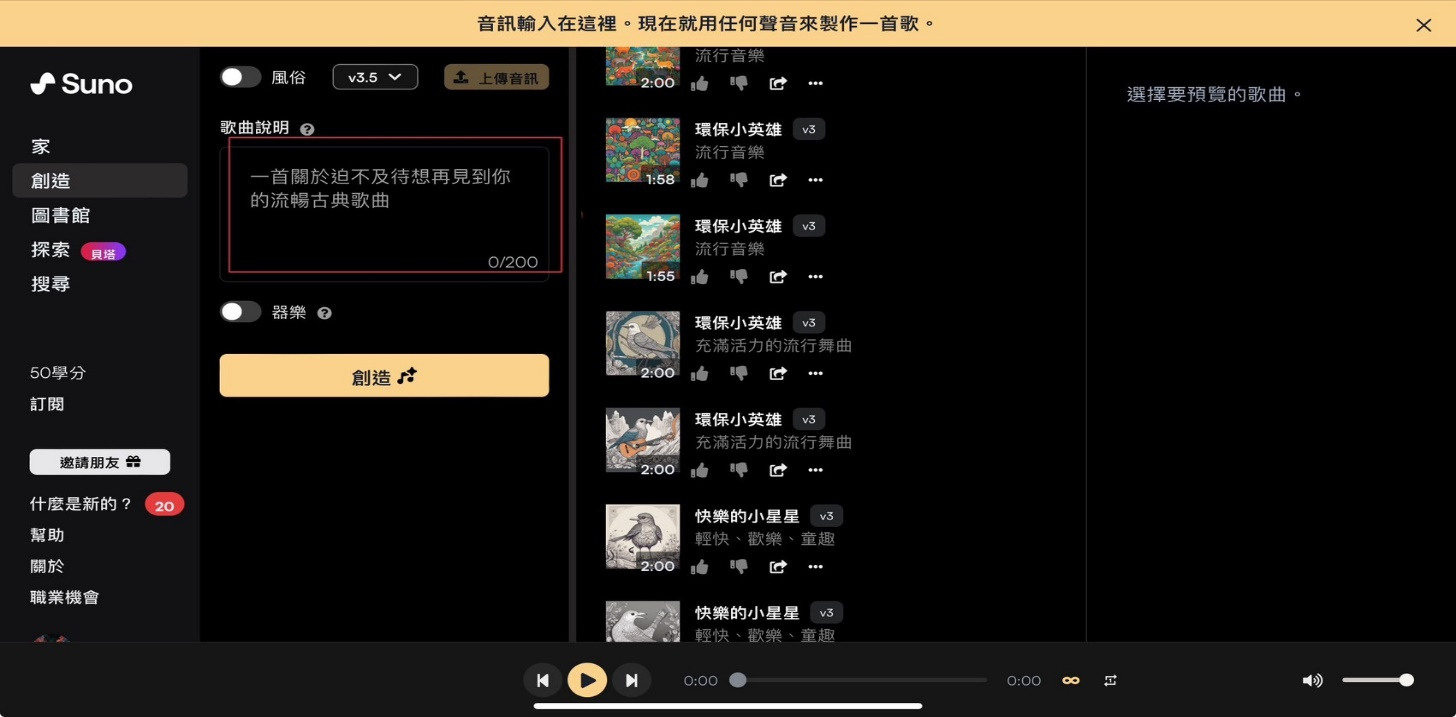 音訊輸入在這裡。現在就用任何聲音來製作一首歌。
Suno
家
創造
圖書館
探索 貝塔
搜尋
50學分
訂閱
邀請朋友
什麼是新的？ 20
幫助
關於
職業機會
風俗 v3.5 上傳音訊
歌曲說明
一首關於迫不及待想再見到你
的流暢古典歌曲
0/200
器樂
創造
流行音樂
2:00
環保小英雄 v3
流行音樂
1:58
環保小英雄 v3
流行音樂
1:55
環保小英雄 v3
充滿活力的流行舞曲
2:00
環保小英雄 v3
充滿活力的流行舞曲
2:00
快樂的小星星 v3
輕快、歡樂、童趣
2:00
快樂的小星星 v3
輕快、歡樂、童趣
選擇要預覽的歌曲。
0:00 0:00